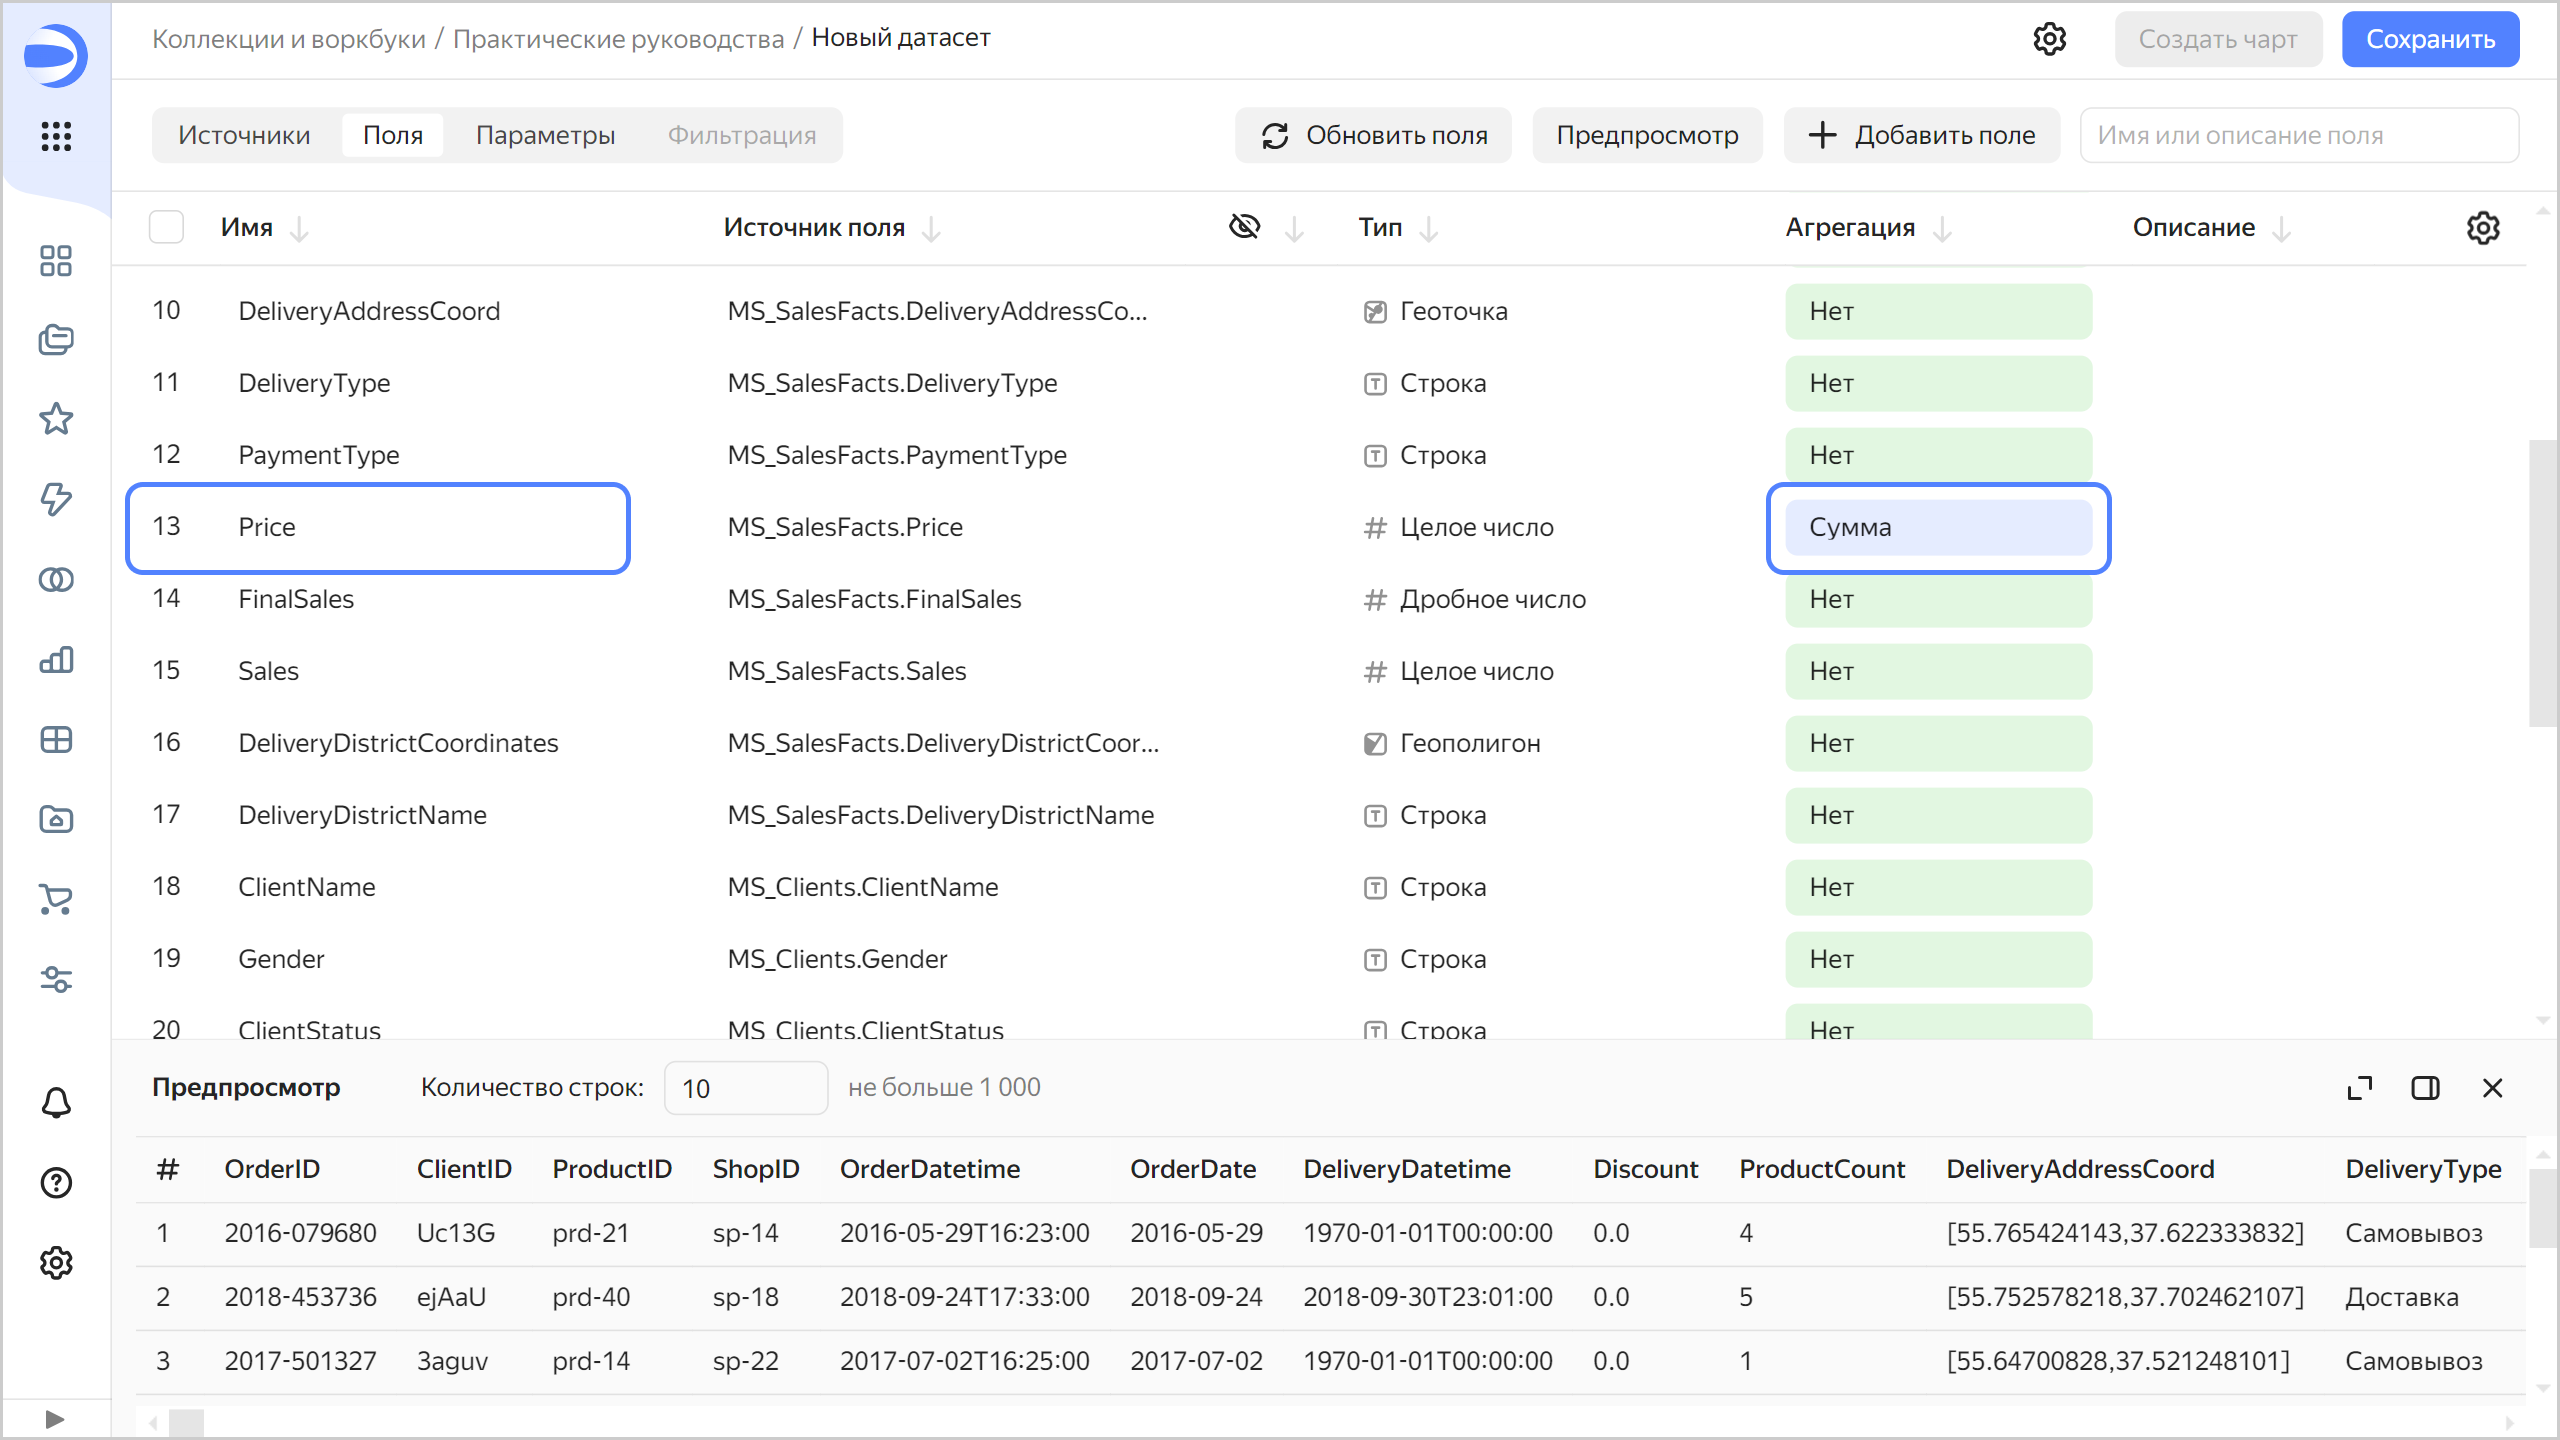 Коллекции и воркбуки / Практические руководства / Новый датасет
Создать чарт
Сохранить
Источники Поля Параметры Фильтрация
Обновить поля
Предпросмотр
Добавить поле
Имя или описание поля
Имя Источник поля Тип Агрегация Описание
10 DeliveryAddressCoord MS_SalesFacts.DeliveryAddressCo... Геоточка Нет
11 DeliveryType MS_SalesFacts.DeliveryType Строка Нет
12 PaymentType MS_SalesFacts.PaymentType Строка Нет
13 Price MS_SalesFacts.Price Целое число Сумма
14 FinalSales MS_SalesFacts.FinalSales Дробное число Нет
15 Sales MS_SalesFacts.Sales Целое число Нет
16 DeliveryDistrictCoordinates MS_SalesFacts.DeliveryDistrictCoor... Геополигон Нет
17 DeliveryDistrictName MS_SalesFacts.DeliveryDistrictName Строка Нет
18 ClientName MS_Clients.ClientName Строка Нет
19 Gender MS_Clients.Gender Строка Нет
20 ClientStatus MS_Clients.ClientStatus Строка Нет
Предпросмотр Количество строк: 10 не больше 1 000
# OrderID ClientID ProductID ShopID OrderDatetime OrderDate DeliveryDatetime Discount ProductCount DeliveryAddressCoord DeliveryType
1 2016-079680 Uc13G prd-21 sp-14 2016-05-29T16:23:00 2016-05-29 1970-01-01T00:00:00 0.0 4 [55.765424143,37.622333832] Самовывоз
2 2018-453736 ejAaU prd-40 sp-18 2018-09-24T17:33:00 2018-09-24 2018-09-30T23:01:00 0.0 5 [55.752578218,37.702462107] Доставка
3 2017-501327 3aguv prd-14 sp-22 2017-07-02T16:25:00 2017-07-02 1970-01-01T00:00:00 0.0 1 [55.64700828,37.521248101] Самовывоз